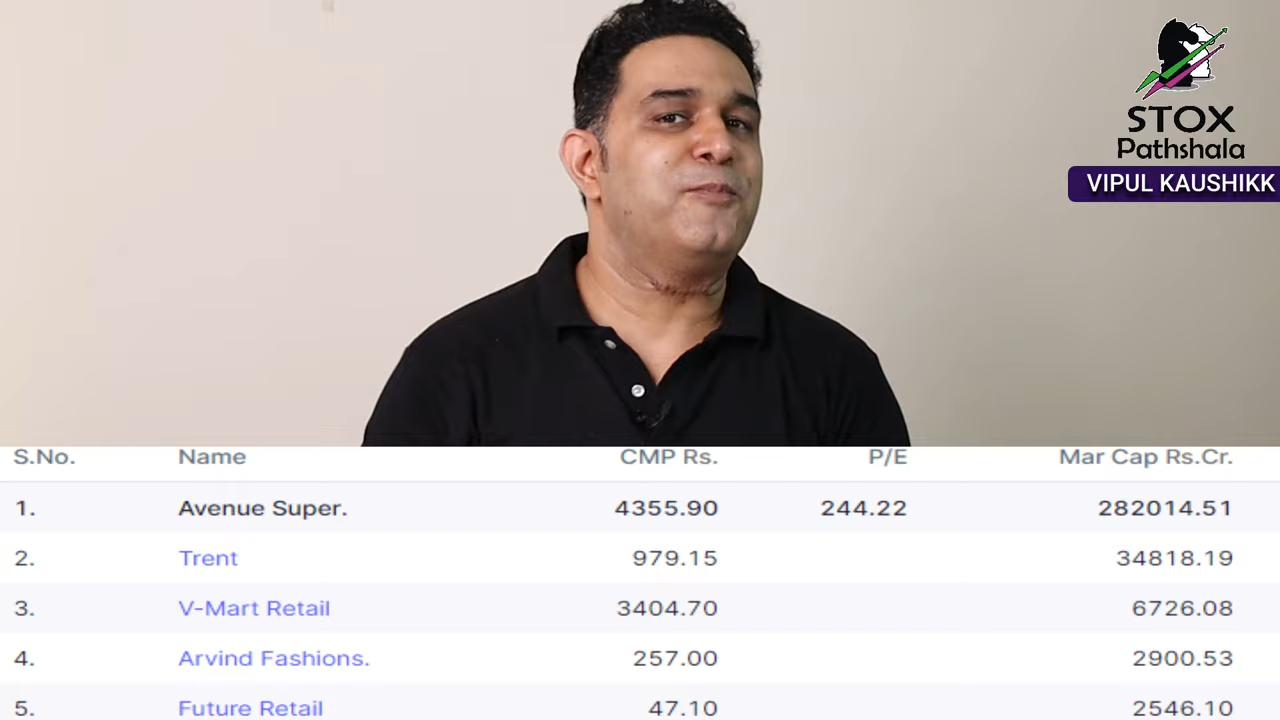 STOX
Pathshala
VIPUL KAUSHIKK
S.No. Name CMP Rs. P/E Mar Cap Rs.Cr.
1. Avenue Super. 4355.90 244.22 282014.51
2. Trent 979.15 34818.19
3. V-Mart Retail 3404.70 6726.08
4. Arvind Fashions. 257.00 2900.53
5. Future Retail 47.10 2546.10